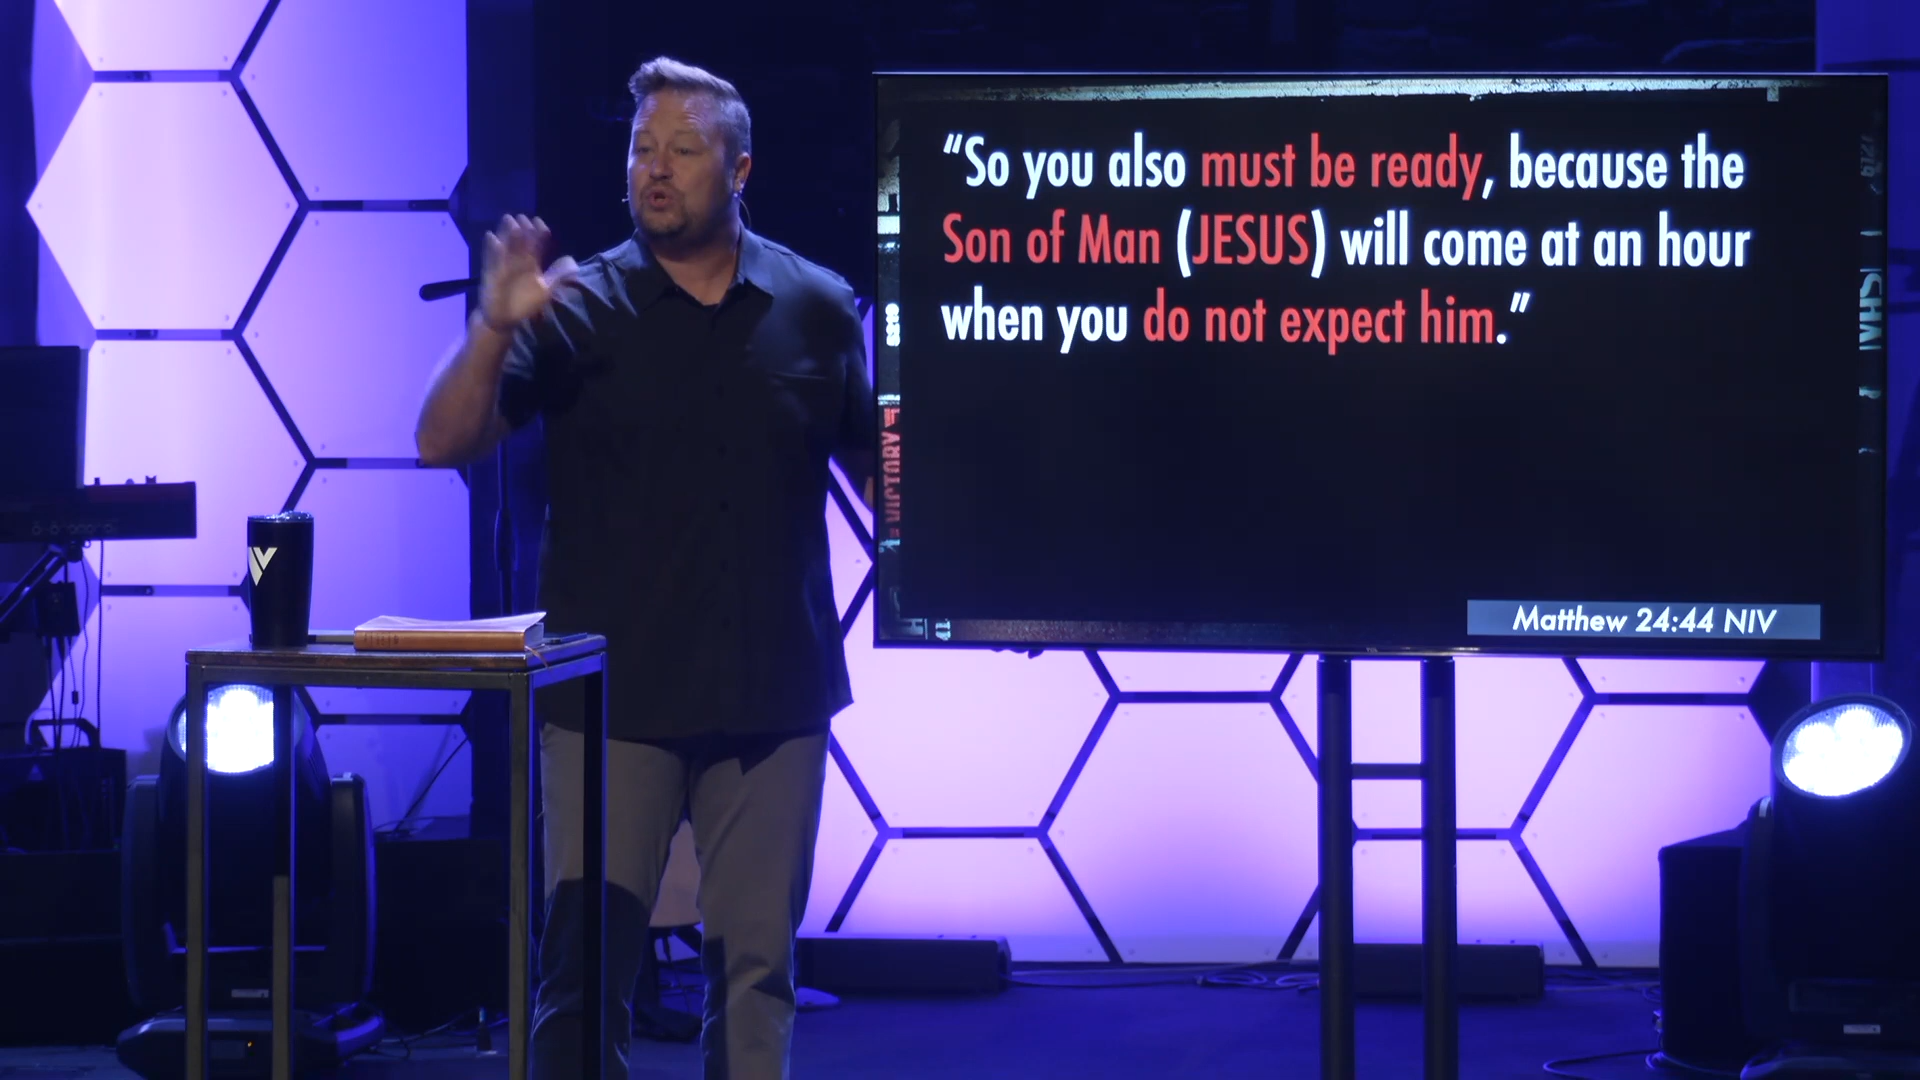 “So you also must be ready, because the
Son of Man (JESUS) will come at an hour
when you do not expect him.”
Matthew 24:44 NIV
VICTORY